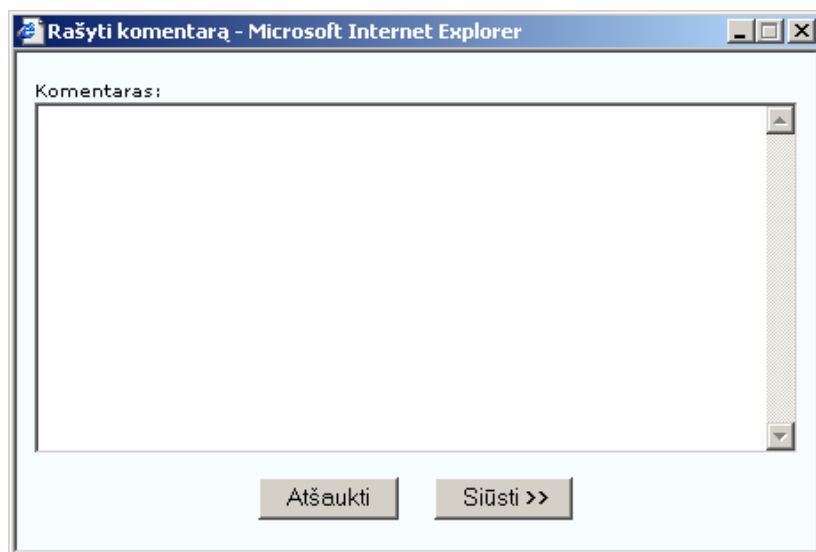 Rašyti komentarą - Microsoft Internet Explorer
Komentaras:
Atšaukti Siūsti >>